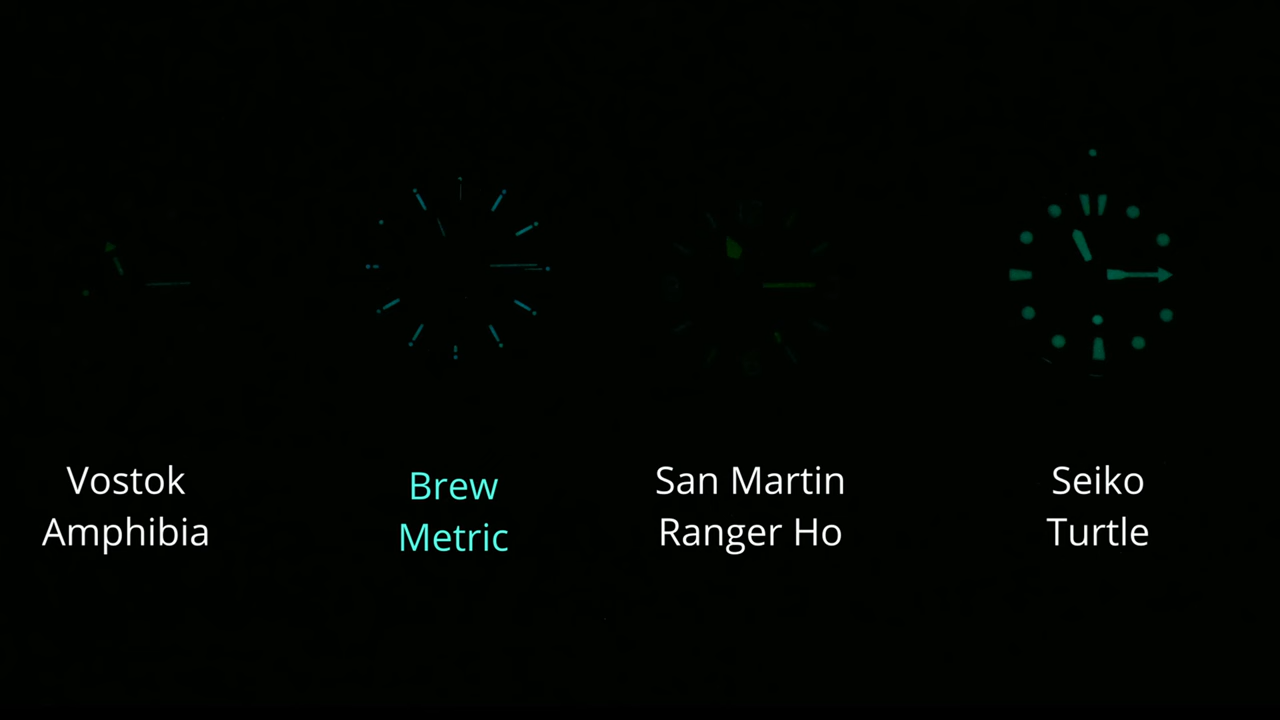 Vostok
Amphibia
Brew
Metric
San Martin
Ranger Ho
Seiko
Turtle